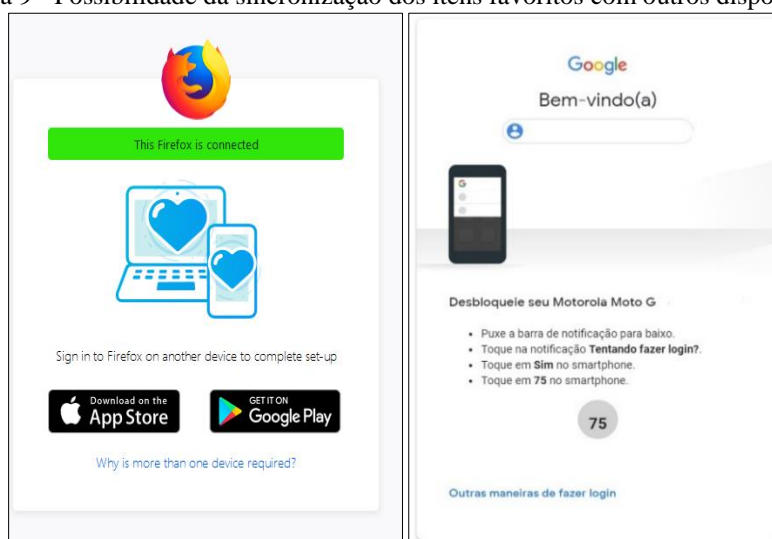 Possibilidade da sincronização dos itens favoritos com outros
This Firefox is connected
Sign in to Firefox on another device to complete set-up
Download on the
App Store
GET IT ON
Google Play
Why is more than one device required?
Google
Bem-vindo(a)
G
Desbloqueie seu Motorola Moto G
• Puxe a barra de notificação para baixo.
• Toque na notificação Tentando fazer login?.
• Toque em Sim no smartphone.
• Toque em 75 no smartphone.
75
Outras maneiras de fazer login